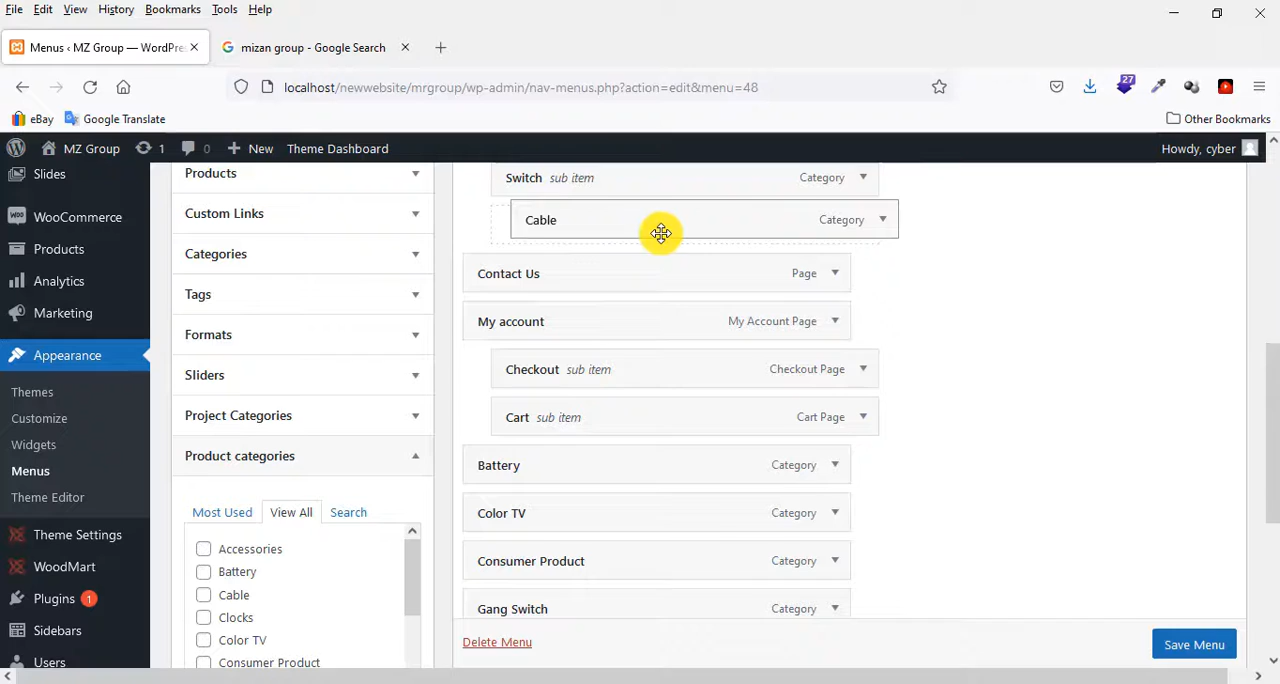 File Edit View History Bookmarks Tools Help
Menus ‹ MZ Group — WordPre
mizan group - Google Search
localhost/newwebsite/mrgroup/wp-admin/nav-menus.php?action=edit&menu=48
27
eBay Google Translate Other Bookmarks
MZ Group 1 0 New Theme Dashboard Howdy, cyber
Slides
WooCommerce
Products
Analytics
Marketing
Appearance
Themes
Customize
Widgets
Menus
Theme Editor
Theme Settings
WoodMart
Plugins 1
Sidebars
Users
Products
Custom Links
Categories
Tags
Formats
Sliders
Project Categories
Product categories
Most Used View All Search
Accessories
Battery
Cable
Clocks
Color TV
Consumer Product
Switch sub item Category
Cable Category
Contact Us Page
My account My Account Page
Checkout sub item Checkout Page
Cart sub item Cart Page
Battery Category
Color TV Category
Consumer Product Category
Gang Switch Category
Delete Menu Save Menu